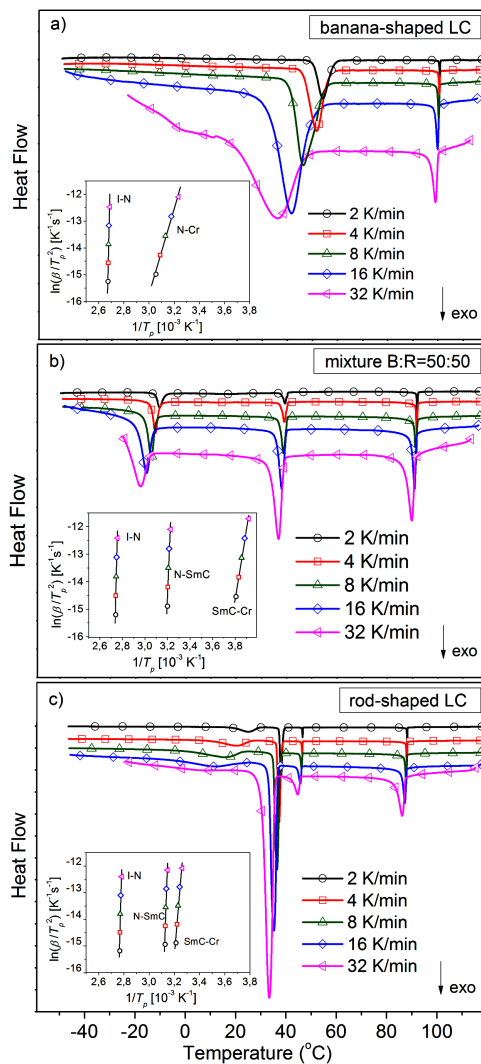 a)
banana-shaped LC
Heat Flow
ln(β/T_p²) [K⁻¹s⁻¹]
-12
-13
-14
-15
-16
I-N
N-Cr
2,6 2,8 3,0 3,2 3,4 3,6 3,8
1/T_p [10⁻³ K⁻¹]
2 K/min
4 K/min
8 K/min
16 K/min
32 K/min
exo
b)
mixture B:R=50:50
Heat Flow
ln(β/T_p²) [K⁻¹s⁻¹]
-12
-13
-14
-15
-16
I-N
N-SmC
SmC-Cr
2,6 2,8 3,0 3,2 3,4 3,6 3,8
1/T_p [10⁻³ K⁻¹]
2 K/min
4 K/min
8 K/min
16 K/min
32 K/min
exo
c)
rod-shaped LC
Heat Flow
ln(β/T_p²) [K⁻¹s⁻¹]
-12
-13
-14
-15
-16
I-N
N-SmC
SmC-Cr
2,6 2,8 3,0 3,2 3,4 3,6 3,8
1/T_p [10⁻³ K⁻¹]
2 K/min
4 K/min
8 K/min
16 K/min
32 K/min
exo
-40 -20 0 20 40 60 80 100
Temperature (°C)